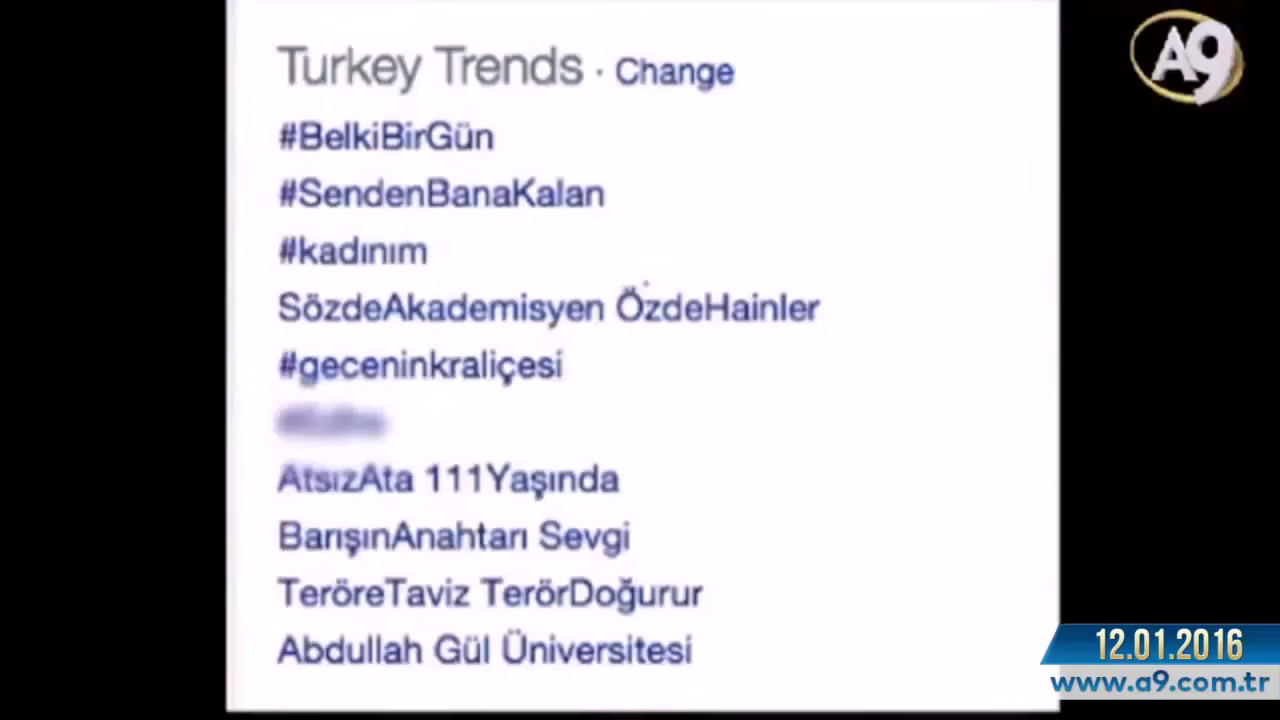 A9
Turkey Trends · Change
#BelkiBirGün
#SendenBanaKalan
#kadınım
SözdeAkademisyen ÖzdeHainler
#geceninkraliçesi
AtsızAta 111Yaşında
BarışınAnahtarı Sevgi
TeröreTaviz TerörDoğurur
Abdullah Gül Üniversitesi
12.01.2016
www.a9.com.tr